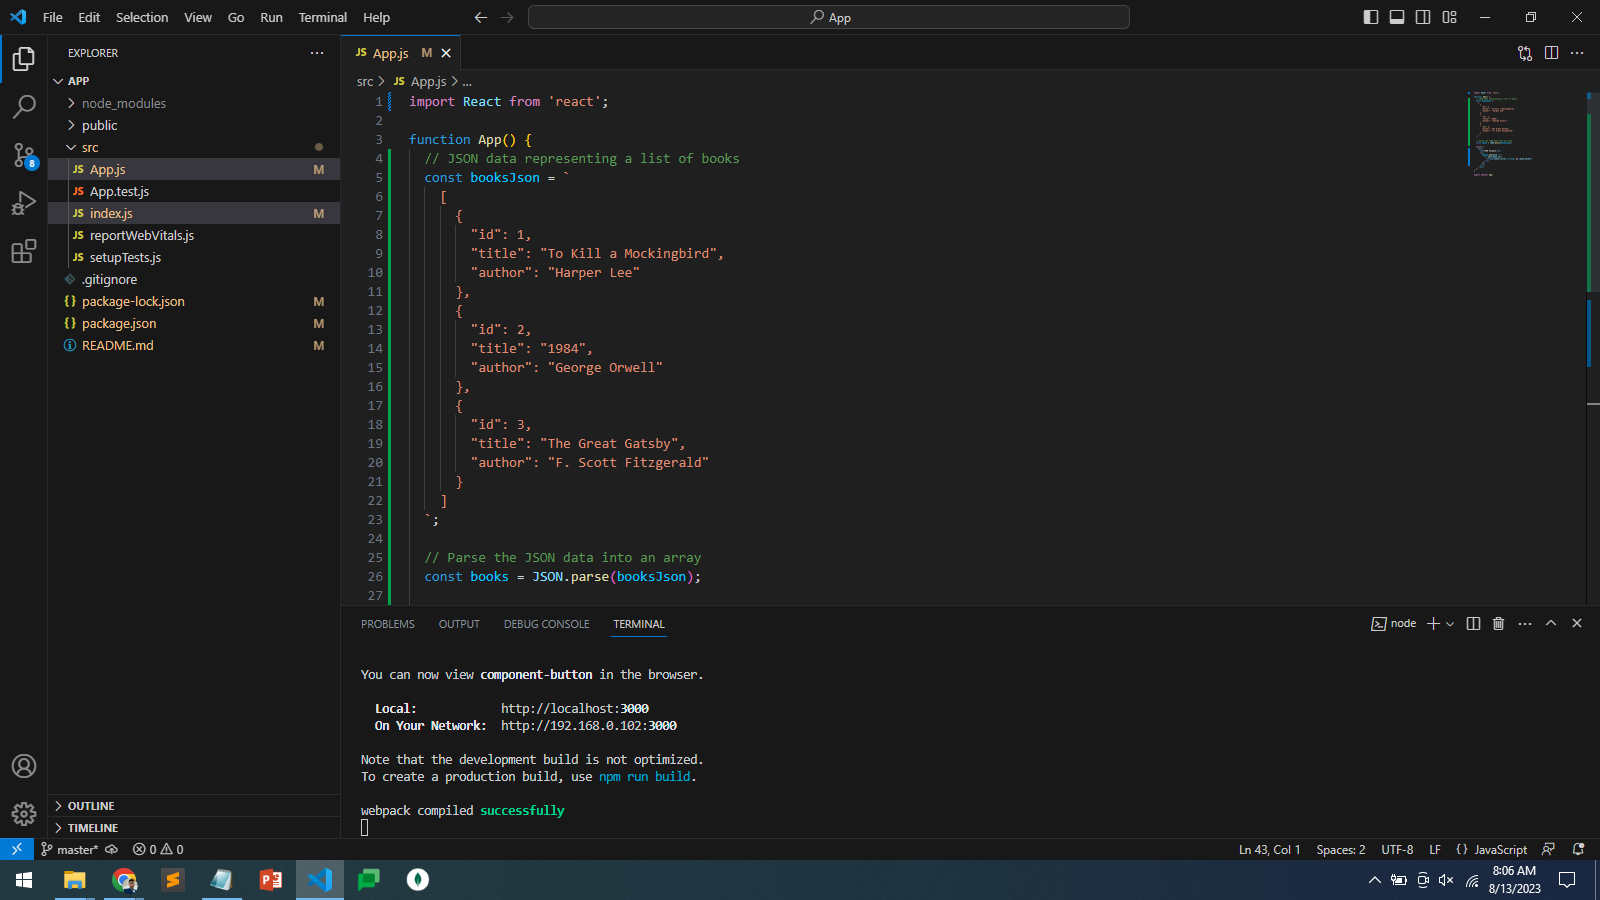 File Edit Selection View Go Run Terminal Help
App
EXPLORER
APP
node_modules
public
src
JS App.js M
JS App.test.js
JS index.js M
JS reportWebVitals.js
JS setupTests.js
.gitignore
{} package-lock.json M
{} package.json M
README.md M
OUTLINE
TIMELINE
8
JS App.js M
src > JS App.js > ...
1 import React from 'react';
2
3 function App() {
4 // JSON data representing a list of books
5 const booksJson = `
6 [
7 {
8 "id": 1,
9 "title": "To Kill a Mockingbird",
10 "author": "Harper Lee"
11 },
12 {
13 "id": 2,
14 "title": "1984",
15 "author": "George Orwell"
16 },
17 {
18 "id": 3,
19 "title": "The Great Gatsby",
20 "author": "F. Scott Fitzgerald"
21 }
22 ]
23 `;
24
25 // Parse the JSON data into an array
26 const books = JSON.parse(booksJson);
27
PROBLEMS OUTPUT DEBUG CONSOLE TERMINAL
node
You can now view component-button in the browser.
Local: http://localhost:3000
On Your Network: http://192.168.0.102:3000
Note that the development build is not optimized.
To create a production build, use npm run build.
webpack compiled successfully
master* 0 0
Ln 43, Col 1 Spaces: 2 UTF-8 LF {} JavaScript
8:06 AM
8/13/2023